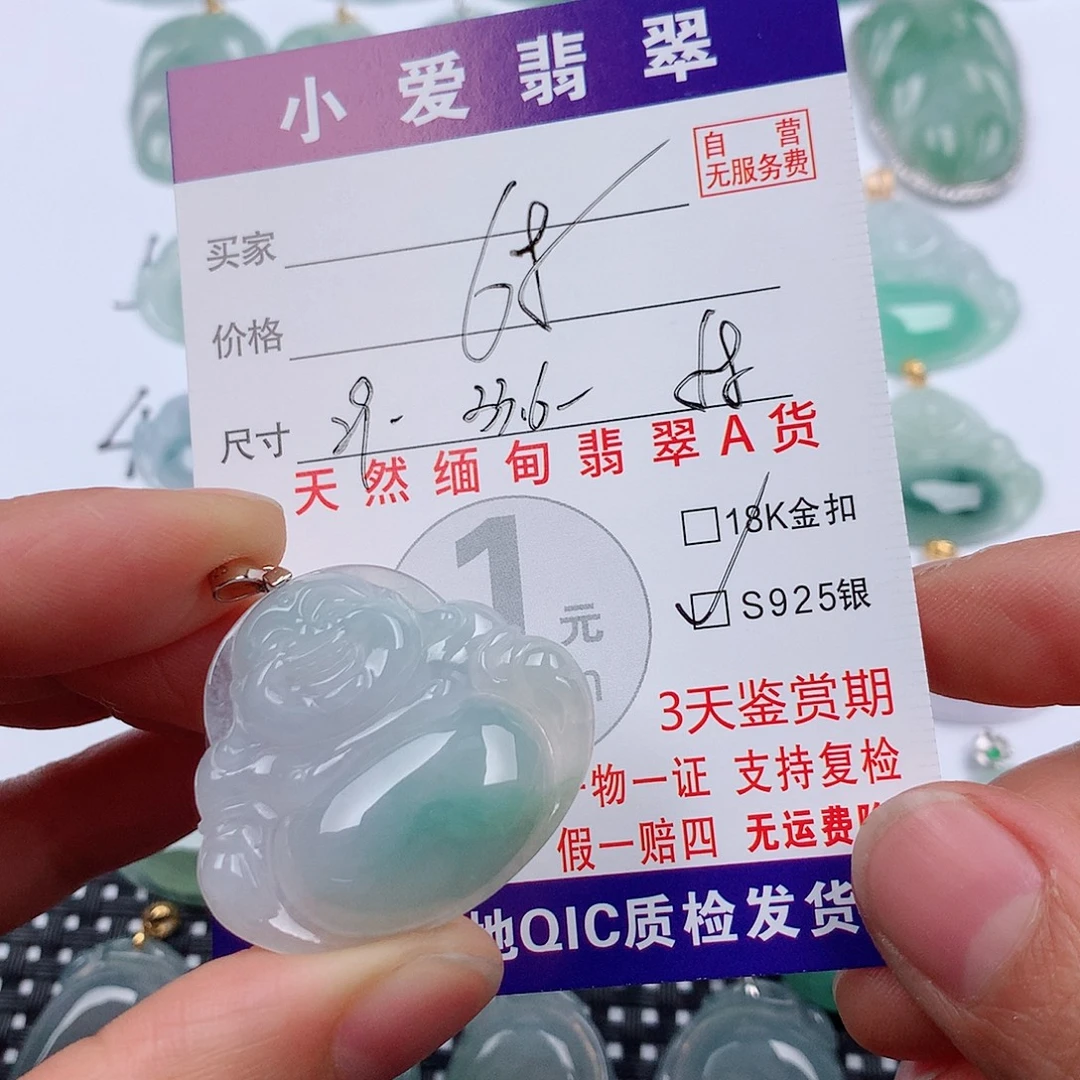 小爱翡翠
自营
无服务费
买家
价格
尺寸
天然缅甸翡翠A货
18K金扣
1元
S925银
3天鉴赏期
物一证 支持复检
假一赔四 无运费
地QIC质检发货